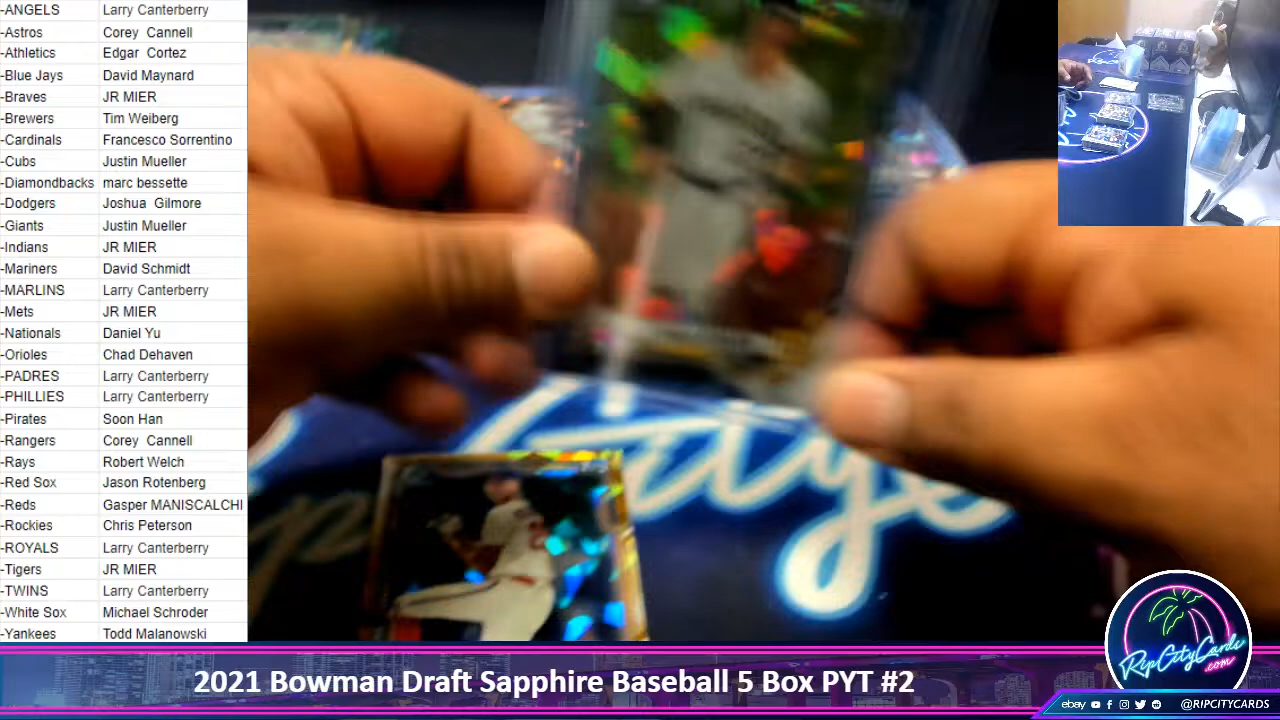 -ANGELS Larry Canterberry
-Astros Corey Cannell
-Athletics Edgar Cortez
-Blue Jays David Maynard
-Braves JR MIER
-Brewers Tim Weiberg
-Cardinals Francesco Sorrentino
-Cubs Justin Mueller
-Diamondbacks marc bessette
-Dodgers Joshua Gilmore
-Giants Justin Mueller
-Indians JR MIER
-Mariners David Schmidt
-MARLINS Larry Canterberry
-Mets JR MIER
-Nationals Daniel Yu
-Orioles Chad Dehaven
-PADRES Larry Canterberry
-PHILLIES Larry Canterberry
-Pirates Soon Han
-Rangers Corey Cannell
-Rays Robert Welch
-Red Sox Jason Rotenberg
-Reds Gasper MANISCALCHI
-Rockies Chris Peterson
-ROYALS Larry Canterberry
-Tigers JR MIER
-TWINS Larry Canterberry
-White Sox Michael Schroder
-Yankees Todd Malanowski
City
RipCityCards
.com
2021 Bowman Draft Sapphire Baseball 5 Box PYT #2
ebay @RIPCITYCARDS